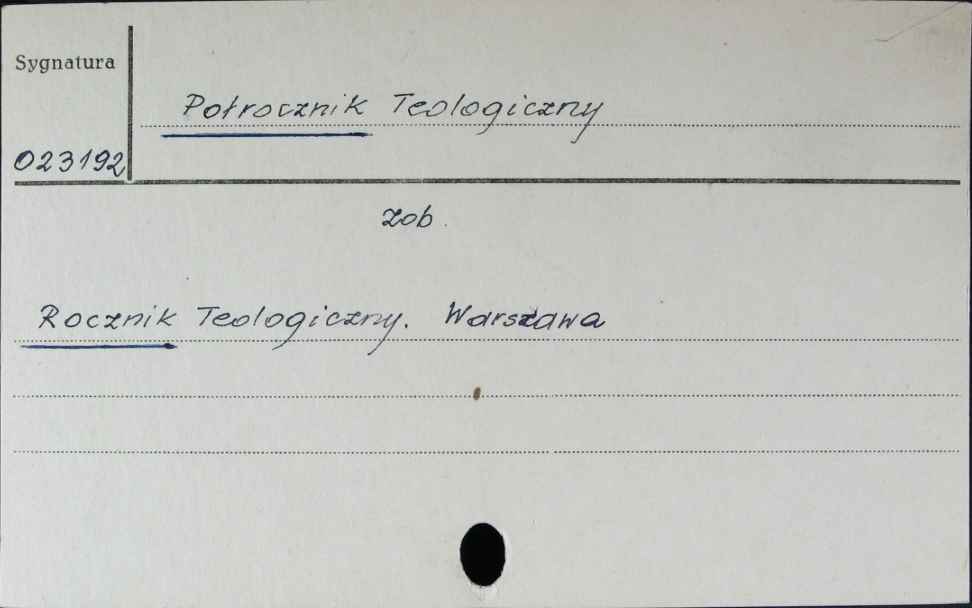 Sygnatura
Półrocznik Teologiczny
023192
zob.
Rocznik Teologiczny. Warszawa